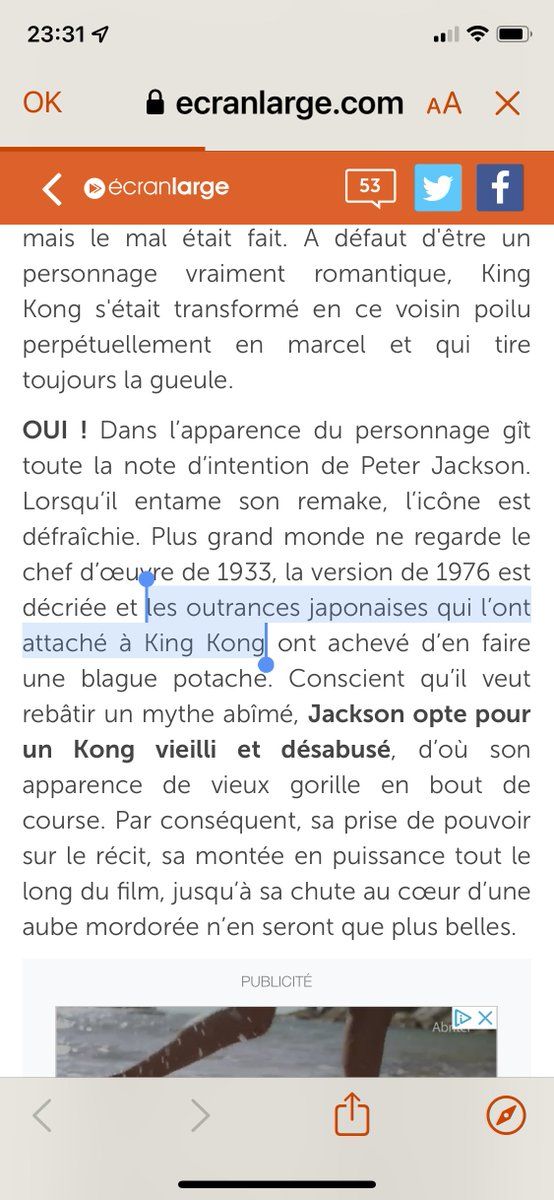 23:31
OK
ecranlarge.com
AA
écranlarge
53
mais le mal était fait. A défaut d'être un
personnage vraiment romantique, King
Kong s'était transformé en ce voisin poilu
perpétuellement en marcel et qui tire
toujours la gueule.
OUI ! Dans l’apparence du personnage gît
toute la note d’intention de Peter Jackson.
Lorsqu’il entame son remake, l’icône est
défraîchie. Plus grand monde ne regarde le
chef d’œuvre de 1933, la version de 1976 est
décriée et les outrances japonaises qui l’ont
attaché à King Kong ont achevé d’en faire
une blague potache. Conscient qu’il veut
rebâtir un mythe abîmé, Jackson opte pour
un Kong vieilli et désabusé, d’où son
apparence de vieux gorille en bout de
course. Par conséquent, sa prise de pouvoir
sur le récit, sa montée en puissance tout le
long du film, jusqu’à sa chute au cœur d’une
aube mordorée n’en seront que plus belles.
PUBLICITÉ